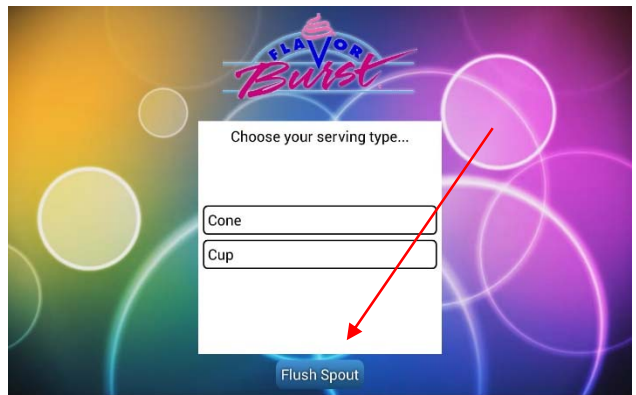 FLAVOR
Burst
Choose your serving type...
Cone
Cup
Flush Spout